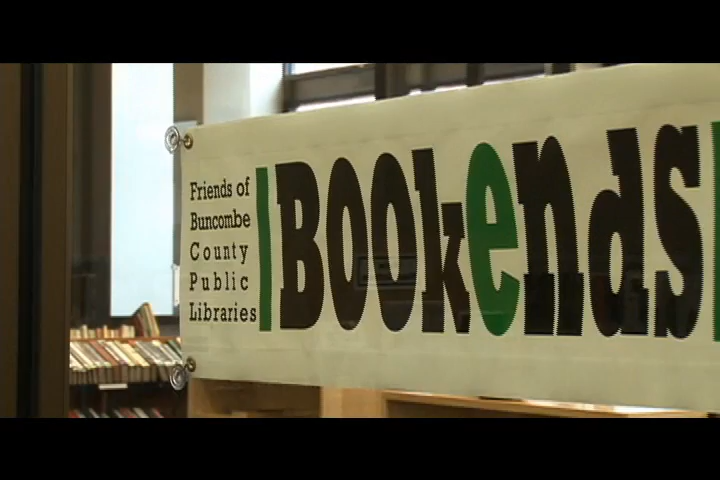 Friends of
Buncombe
County
Public
Libraries
Bookends